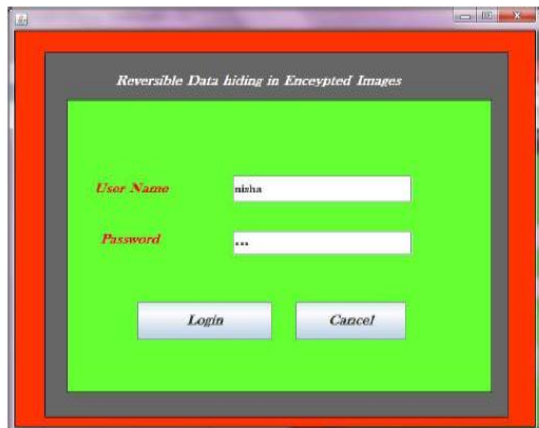 Reversible Data hiding in Enceypted Images
User Name
nisha
Password
***
Login
Cancel